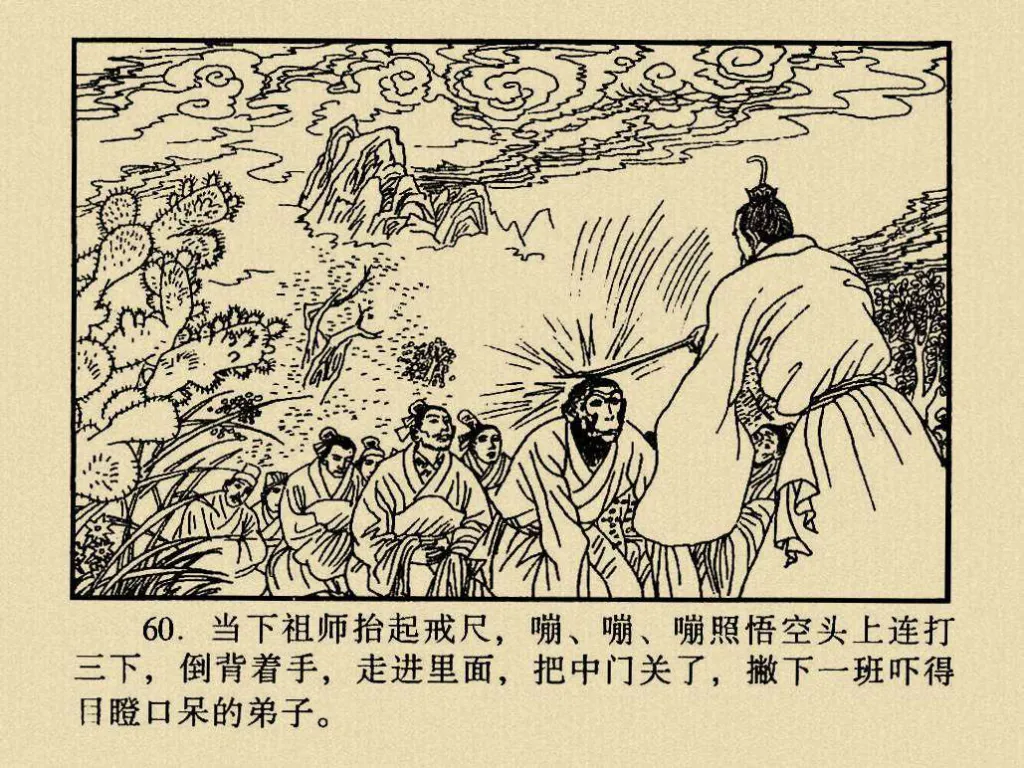 60. 当下祖师抬起戒尺，嘣、嘣、嘣照悟空头上连打
三下，倒背着手，走进里面，把中门关了，撇下一班吓得
目瞪口呆的弟子。